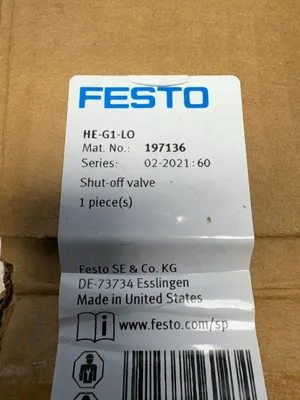 FESTO
HE-G1-LO
Mat. No.: 197136
Series: 02-2021:60
Shut-off valve
1 piece(s)
Festo SE & Co. KG
DE-73734 Esslingen
Made in United States
www.festo.com/sp